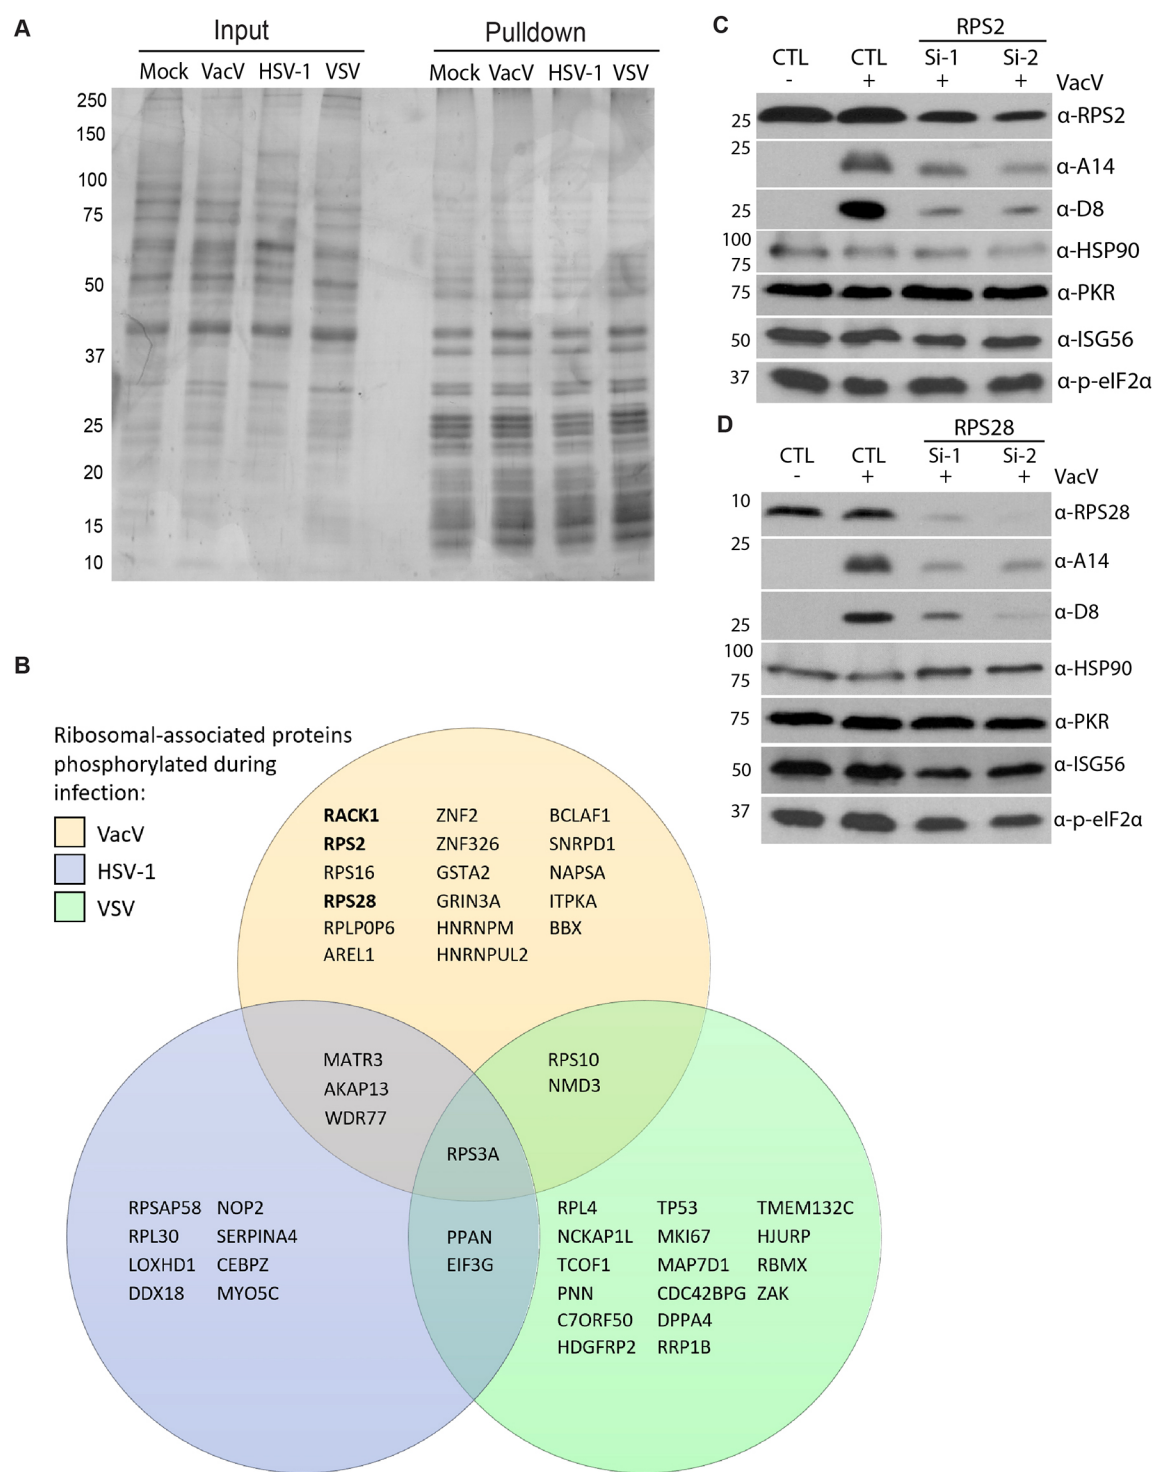 A
Input
Pulldown
Mock VacV HSV-1 VSV
Mock VacV HSV-1 VSV
250
150
100
75
50
37
25
20
15
10
C
RPS2
CTL CTL Si-1 Si-2
- + + + VacV
25 α-RPS2
25 α-A14
25 α-D8
100
75 α-HSP90
75 α-PKR
50 α-ISG56
37 α-p-eIF2α
D
RPS28
CTL CTL Si-1 Si-2
- + + + VacV
10 α-RPS28
25 α-A14
25 α-D8
100
75 α-HSP90
75 α-PKR
50 α-ISG56
37 α-p-eIF2α
B
Ribosomal-associated proteins
phosphorylated during
infection:
VacV
HSV-1
VSV
RACK1 ZNF2 BCLAF1
RPS2 ZNF326 SNRPD1
RPS16 GSTA2 NAPSA
RPS28 GRIN3A ITPKA
RPLP0P6 HNRNPM BBX
AREL1 HNRNPUL2
MATR3
AKAP13
WDR77
RPS10
NMD3
RPS3A
RPSAP58 NOP2
RPL30 SERPINA4
LOXHD1 CEBPZ
DDX18 MYO5C
PPAN
EIF3G
RPL4 TP53 TMEM132C
NCKAP1L MKI67 HJURP
TCOF1 MAP7D1 RBMX
PNN CDC42BPG ZAK
C7ORF50 DPPA4
HDGFRP2 RRP1B